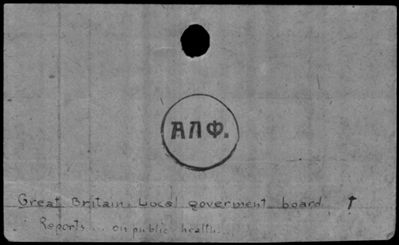 АЛФ.
Great Britain. Local goverment board
Reports... on public health...